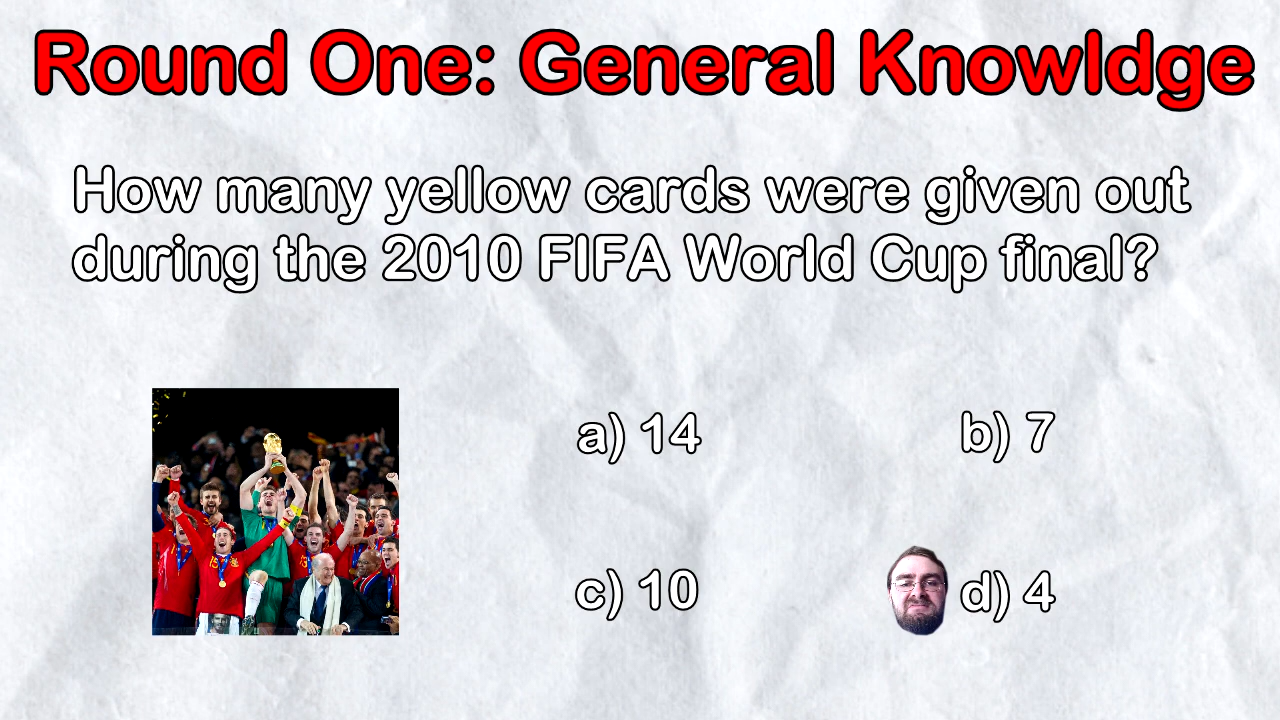 Round One: General Knowldge
How many yellow cards were given out
during the 2010 FIFA World Cup final?
a) 14
b) 7
c) 10
d) 4